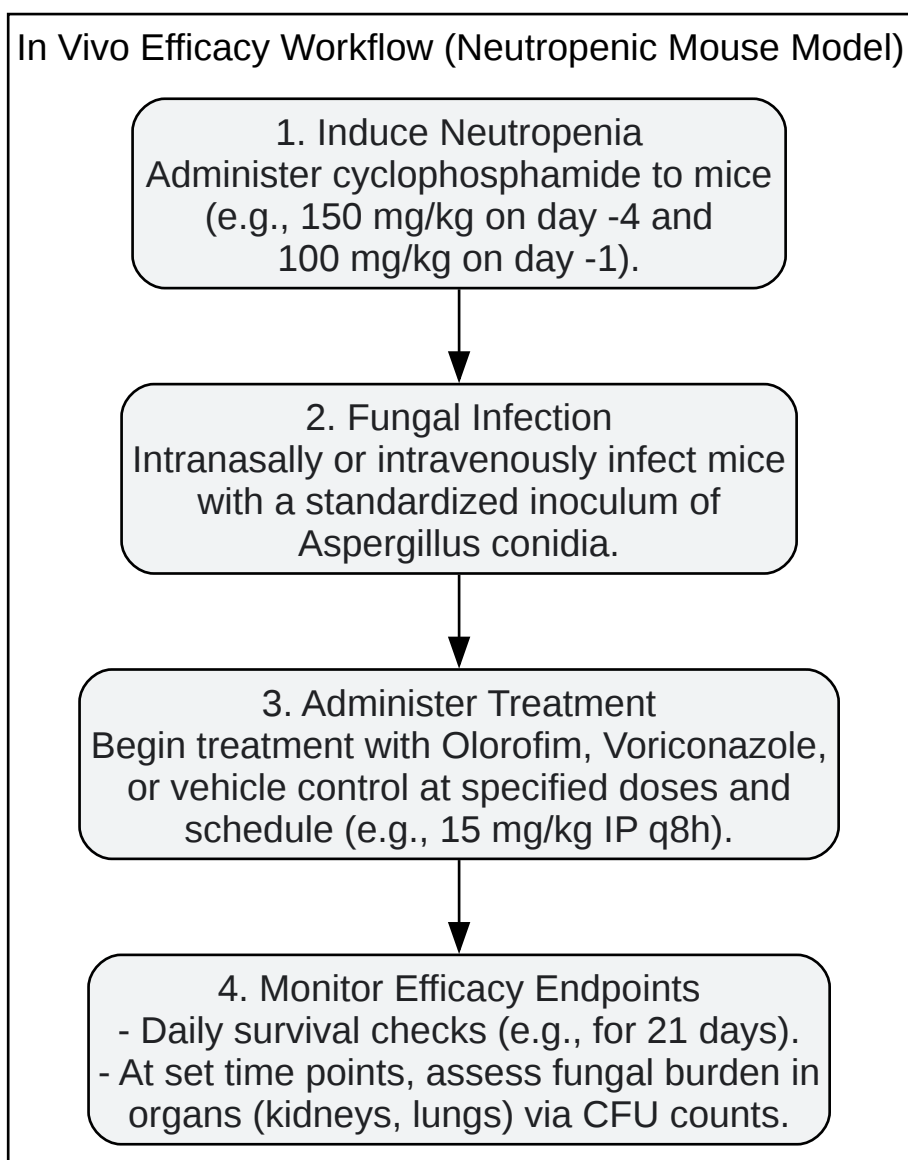 In Vivo Efficacy Workflow (Neutropenic Mouse Model)
1. Induce Neutropenia
Administer cyclophosphamide to mice
(e.g., 150 mg/kg on day -4 and
100 mg/kg on day -1).
2. Fungal Infection
Intranasally or intravenously infect mice
with a standardized inoculum of
Aspergillus conidia.
3. Administer Treatment
Begin treatment with Olorofim, Voriconazole,
or vehicle control at specified doses and
schedule (e.g., 15 mg/kg IP q8h).
4. Monitor Efficacy Endpoints
- Daily survival checks (e.g., for 21 days).
- At set time points, assess fungal burden in
organs (kidneys, lungs) via CFU counts.